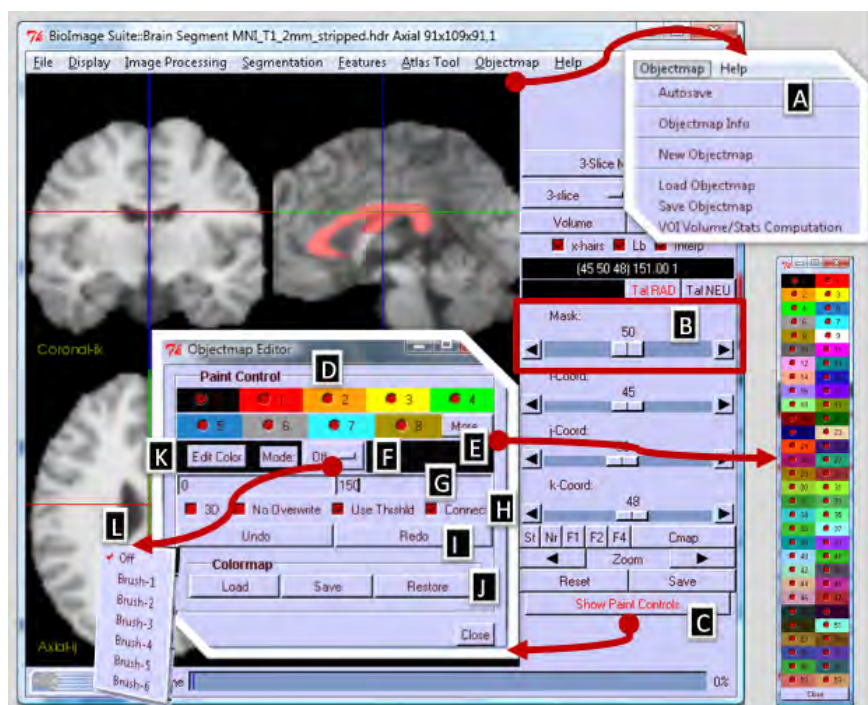 BioImage Suite::Brain Segment MNI_T1_2mm_stripped.hdr Axial 91x109x91,1
File Display Image Processing Segmentation Features Atlas Tool Objectmap Help
Objectmap Help
A
Autosave
Objectmap Info
New Objectmap
Load Objectmap
Save Objectmap
VOI Volume/Stats Computation
3-Slice
3-slice
Volume
x-hairs Lb Interp
(45 50 48) 151.00 1
Tal RAD Tal NEU
Mask:
B
50
Coord:
45
j-Coord:
k-Coord:
48
St Nr F1 F2 F4 Cmap
Zoom
Reset Save
Show Paint Controls
C
0%
Axial-ij
Objectmap Editor
Paint Control
D
1 2 3 4
5 6 7 8 More
E
K Edit Color Mode: Off F
0 150 G
3D No Overwrite Use Thrshld Connect H
Undo Redo
I
Colormap
Load Save Restore J
Close
L
Off
Brush-1
Brush-2
Brush-3
Brush-4
Brush-5
Brush-6
Close